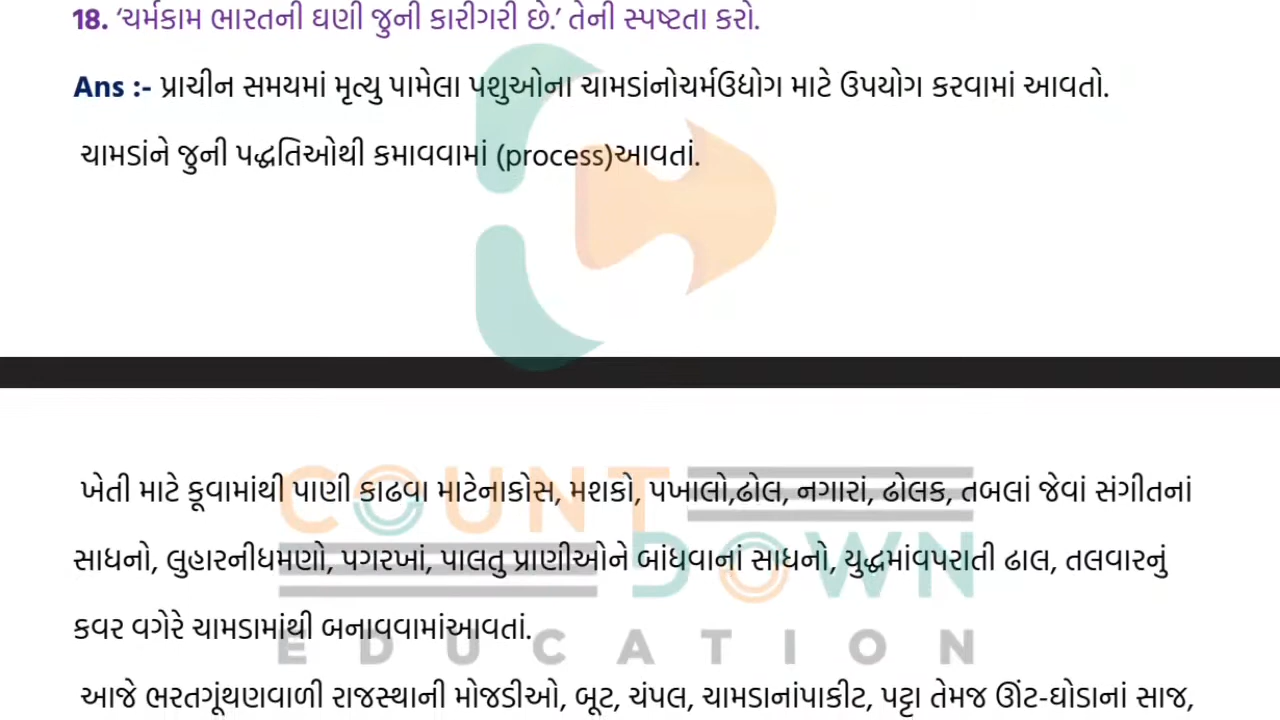 18. ‘ચર્મકામ ભારતની ઘણી જુની કારીગરી છે.’ તેની સ્પષ્ટતા કરો.
Ans :- પ્રાચીન સમયમાં મૃત્યુ પામેલા પશુઓના ચામડાંનોચર્મઉદ્યોગ માટે ઉપયોગ કરવામાં આવતો.
ચામડાંને જુની પદ્ધતિઓથી કમાવવામાં (process)આવતાં.
ખેતી માટે કૂવામાંથી પાણી કાઢવા માટેનાકોસ, મશકો, પખાલો,ઢોલ, નગારાં, ઢોલક, તબલાં જેવાં સંગીતનાં
સાધનો, લુહારનીધમણો, પગરખાં, પાલતુ પ્રાણીઓને બાંધવાનાં સાધનો, યુદ્ધમાંવપરાતી ઢાલ, તલવારનું
કવર વગેરે ચામડામાંથી બનાવવામાંઆવતાં.
આજે ભરતગૂંથણવાળી રાજસ્થાની મોજડીઓ, બૂટ, ચંપલ, ચામડાનાંપાકીટ, પટ્ટા તેમજ ઊંટ-ઘોડાનાં સાજ,
COUNT
DOWN
EDUCATION